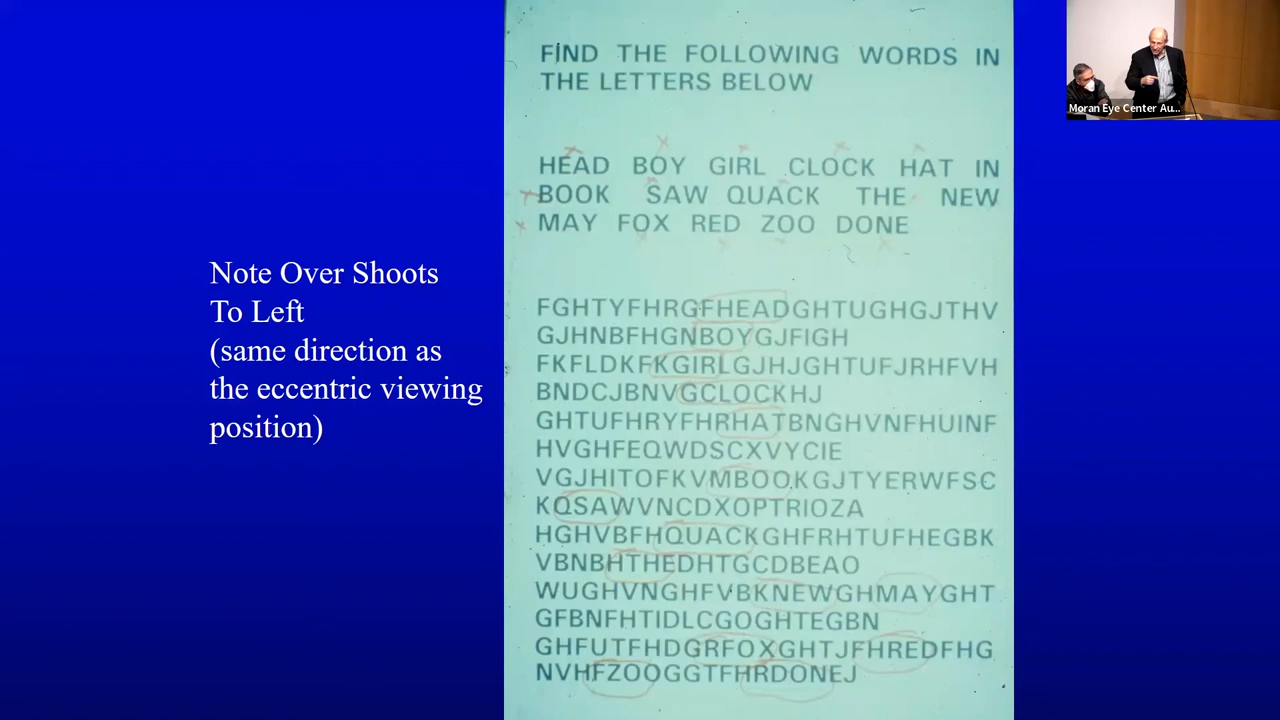 Note Over Shoots
To Left
(same direction as
the eccentric viewing
position)
FIND THE FOLLOWING WORDS IN
THE LETTERS BELOW
HEAD BOY GIRL CLOCK HAT IN
BOOK SAW QUACK THE NEW
MAY FOX RED ZOO DONE
FGHTYFHRGFHEADGHTUGHGJTHV
GJHNBFHGNBOYGJFIGH
FKFLDKFKGIRLGJHJGHTUFJRHFVH
BNDCJBNVGCLOCKHJ
GHTUFHRYFHRHATBNGHVNFHUINF
HVGHFEQWDSCXVYCIE
VGJHITOFKVMBOOKGJTYERWFSC
KQSAWVNCDXOPTRIOZA
HGHVBFHQUACKGHFRHTUFHEGBK
VBNBHTHEDHTGCDBEAO
WUGHVNGHFVBKNEWGHMAYGHT
GFBNFHTIDLCGOGHTEGBN
GHFUTFHDGRFOXGHTJFHREDFHG
NVHFZOOGGTFHRDONEJ
Moran Eye Center Au...